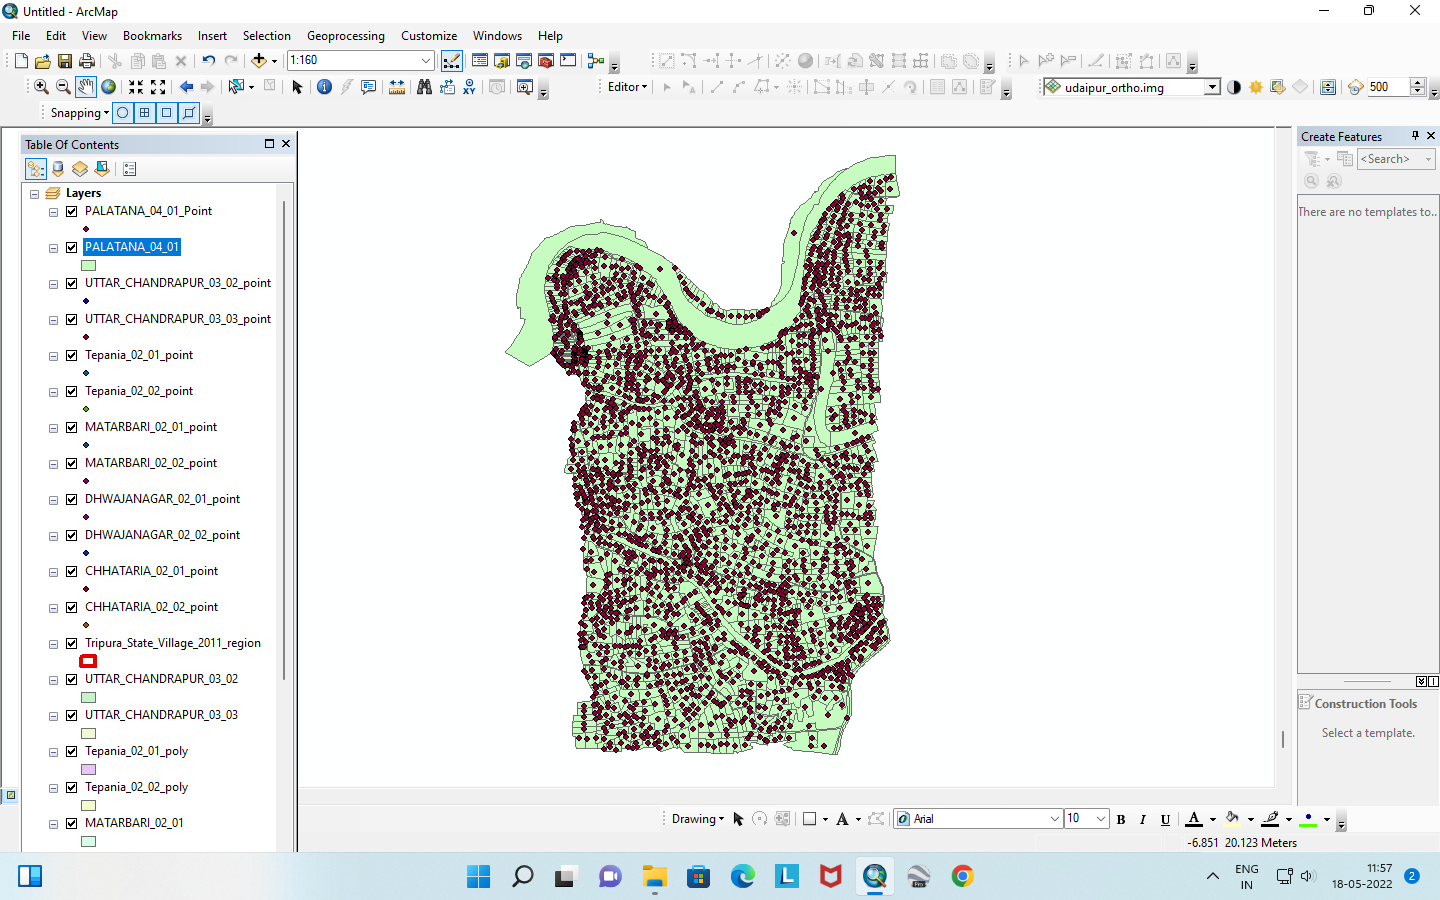 Untitled - ArcMap
File Edit View Bookmarks Insert Selection Geoprocessing Customize Windows Help
1:160
Editor
udaipur_ortho.img
500
Snapping
Table Of Contents
Layers
PALATANA_04_01_Point
PALATANA_04_01
UTTAR_CHANDRAPUR_03_02_point
UTTAR_CHANDRAPUR_03_03_point
Tepania_02_01_point
Tepania_02_02_point
MATARBARI_02_01_point
MATARBARI_02_02_point
DHWAJANAGAR_02_01_point
DHWAJANAGAR_02_02_point
CHHATARIA_02_01_point
CHHATARIA_02_02_point
Tripura_State_Village_2011_region
UTTAR_CHANDRAPUR_03_02
UTTAR_CHANDRAPUR_03_03
Tepania_02_01_poly
Tepania_02_02_poly
MATARBARI_02_01
Create Features
<Search>
There are no templates to..
Construction Tools
Select a template.
Drawing
Arial
10
B I U A
-6.851 20.123 Meters
ENG
IN
11:57
18-05-2022
2